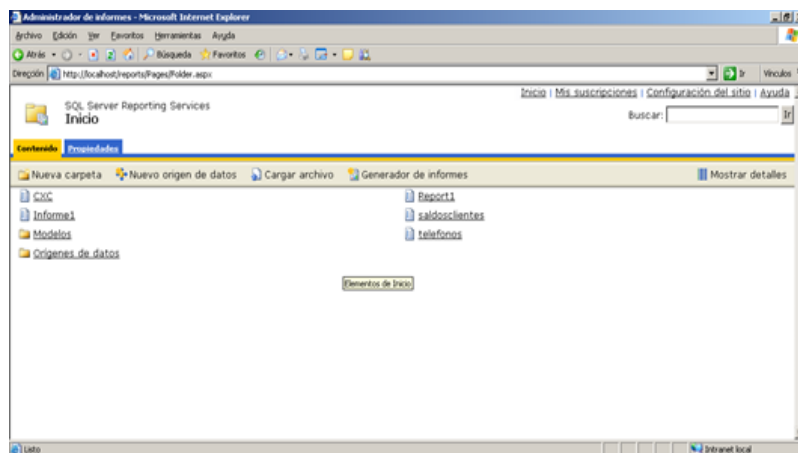 Administrador de informes - Microsoft Internet Explorer
Archivo Edición Ver Favoritos Herramientas Ayuda
Atrás Búsqueda Favoritos
Dirección http://localhost/reports/Pages/Folder.aspx Ir Vínculos
Inicio | Mis suscripciones | Configuración del sitio | Ayuda
SQL Server Reporting Services
Inicio
Buscar: Ir
Contenido Propiedades
Nueva carpeta Nuevo origen de datos Cargar archivo Generador de informes Mostrar detalles
CXC Report1
Informe1 saldosclientes
Modelos telefonos
Orígenes de datos
Elementos de Inicio
Listo Intranet local